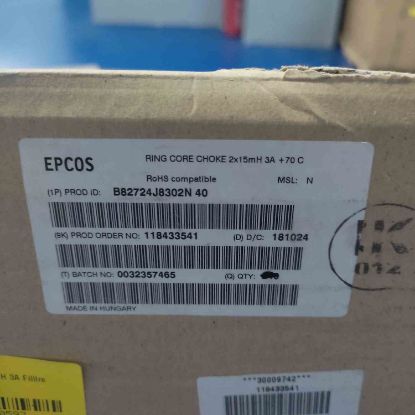 EPCOS
RING CORE CHOKE 2x15mH 3A +70 C
RoHS compatible MSL: N
(1P) PROD ID: B82724J8302N 40
(9K) PROD ORDER NO: 118433541 (D) D/C: 181024
(T) BATCH NO: 0032357465 (Q) QTY:
MADE IN HUNGARY
012
H 3A Filtre
***30009742***
118433541